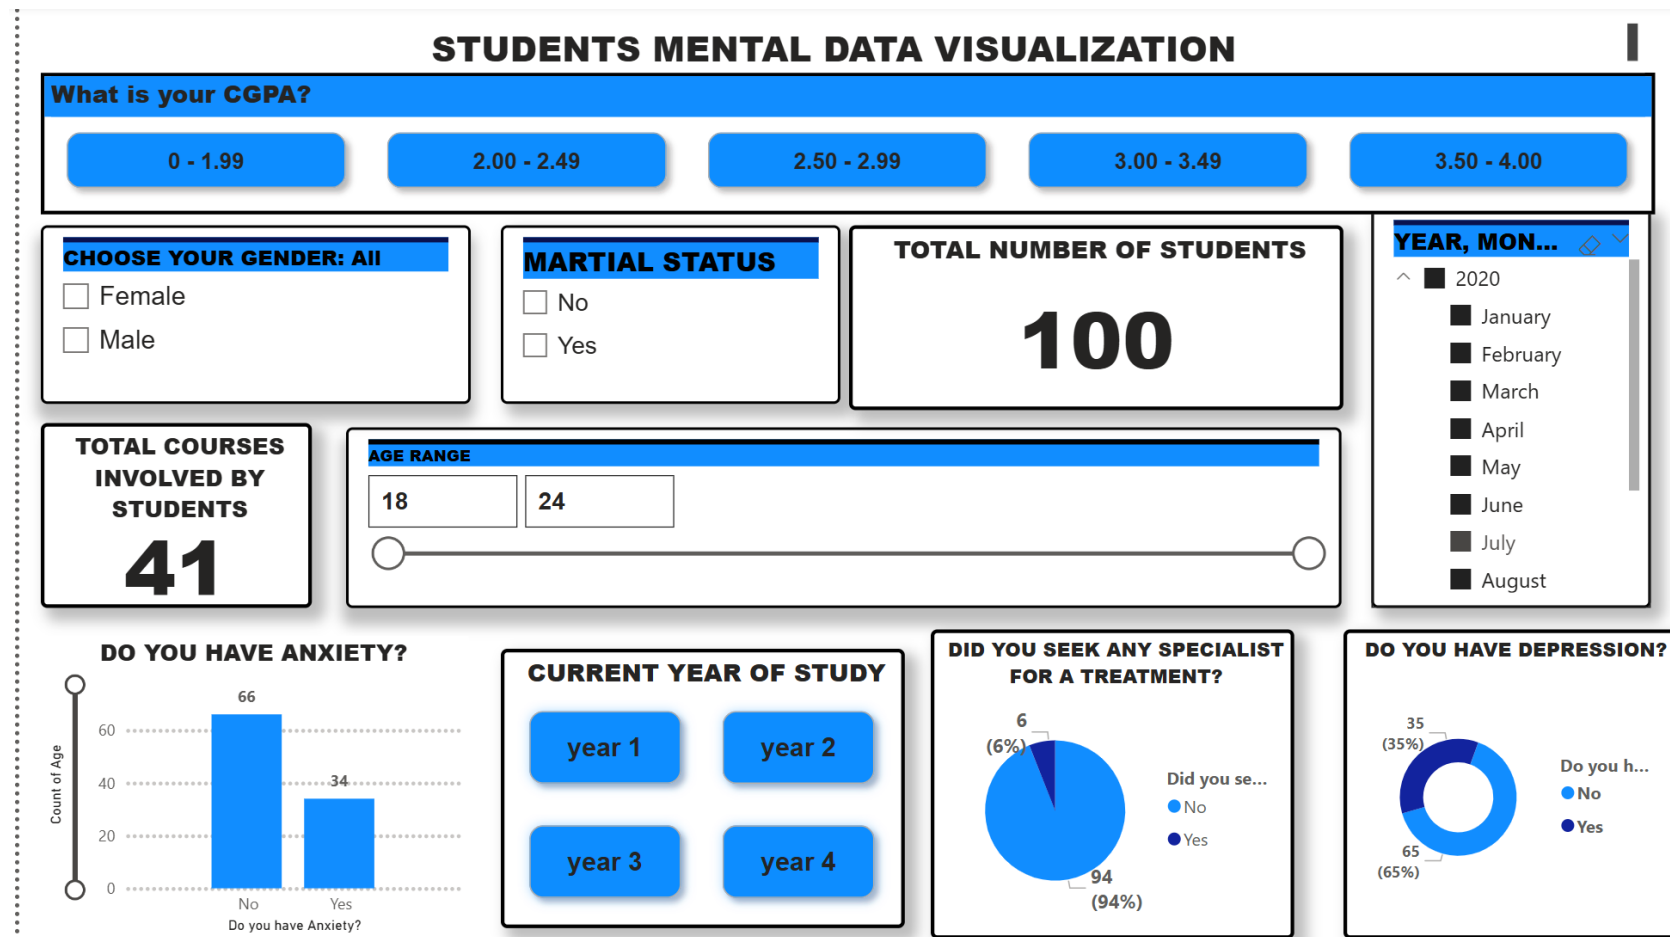 STUDENTS MENTAL DATA VISUALIZATION
What is your CGPA?
0 - 1.99
2.00 - 2.49
2.50 - 2.99
3.00 - 3.49
3.50 - 4.00
CHOOSE YOUR GENDER: All
Female
Male
MARTIAL STATUS
No
Yes
TOTAL NUMBER OF STUDENTS
100
YEAR, MON...
2020
January
February
March
April
May
June
July
August
TOTAL COURSES
INVOLVED BY
STUDENTS
41
AGE RANGE
18
24
DO YOU HAVE ANXIETY?
Count of Age
60
40
20
0
66
34
No
Yes
Do you have Anxiety?
CURRENT YEAR OF STUDY
year 1
year 2
year 3
year 4
DID YOU SEEK ANY SPECIALIST
FOR A TREATMENT?
6
(6%)
94
(94%)
Did you se...
No
Yes
DO YOU HAVE DEPRESSION?
35
(35%)
65
(65%)
Do you h...
No
Yes